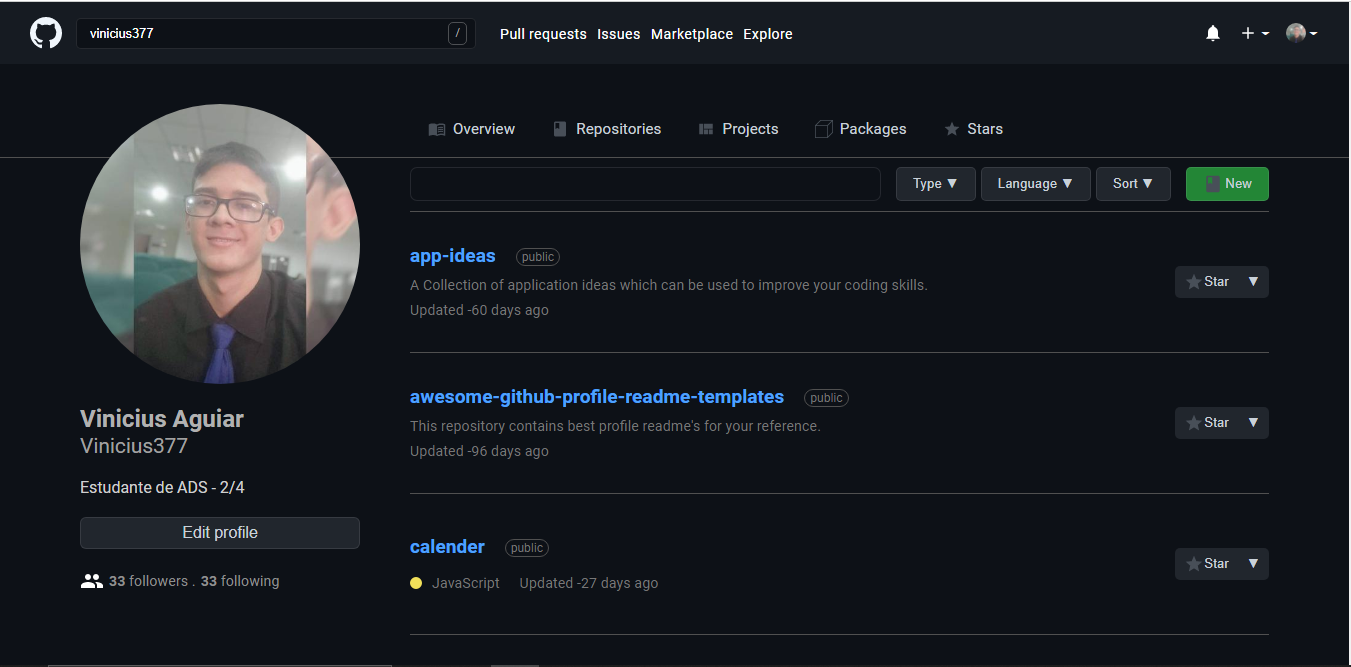 vinicius377 / Pull requests Issues Marketplace Explore
Overview Repositories Projects Packages Stars
Type ▼ Language ▼ Sort ▼ New
app-ideas public
A Collection of application ideas which can be used to improve your coding skills.
Updated -60 days ago
Star ▼
awesome-github-profile-readme-templates public
This repository contains best profile readme's for your reference.
Updated -96 days ago
Star ▼
calender public
JavaScript Updated -27 days ago
Star ▼
Vinicius Aguiar
Vinicius377
Estudante de ADS - 2/4
Edit profile
33 followers . 33 following